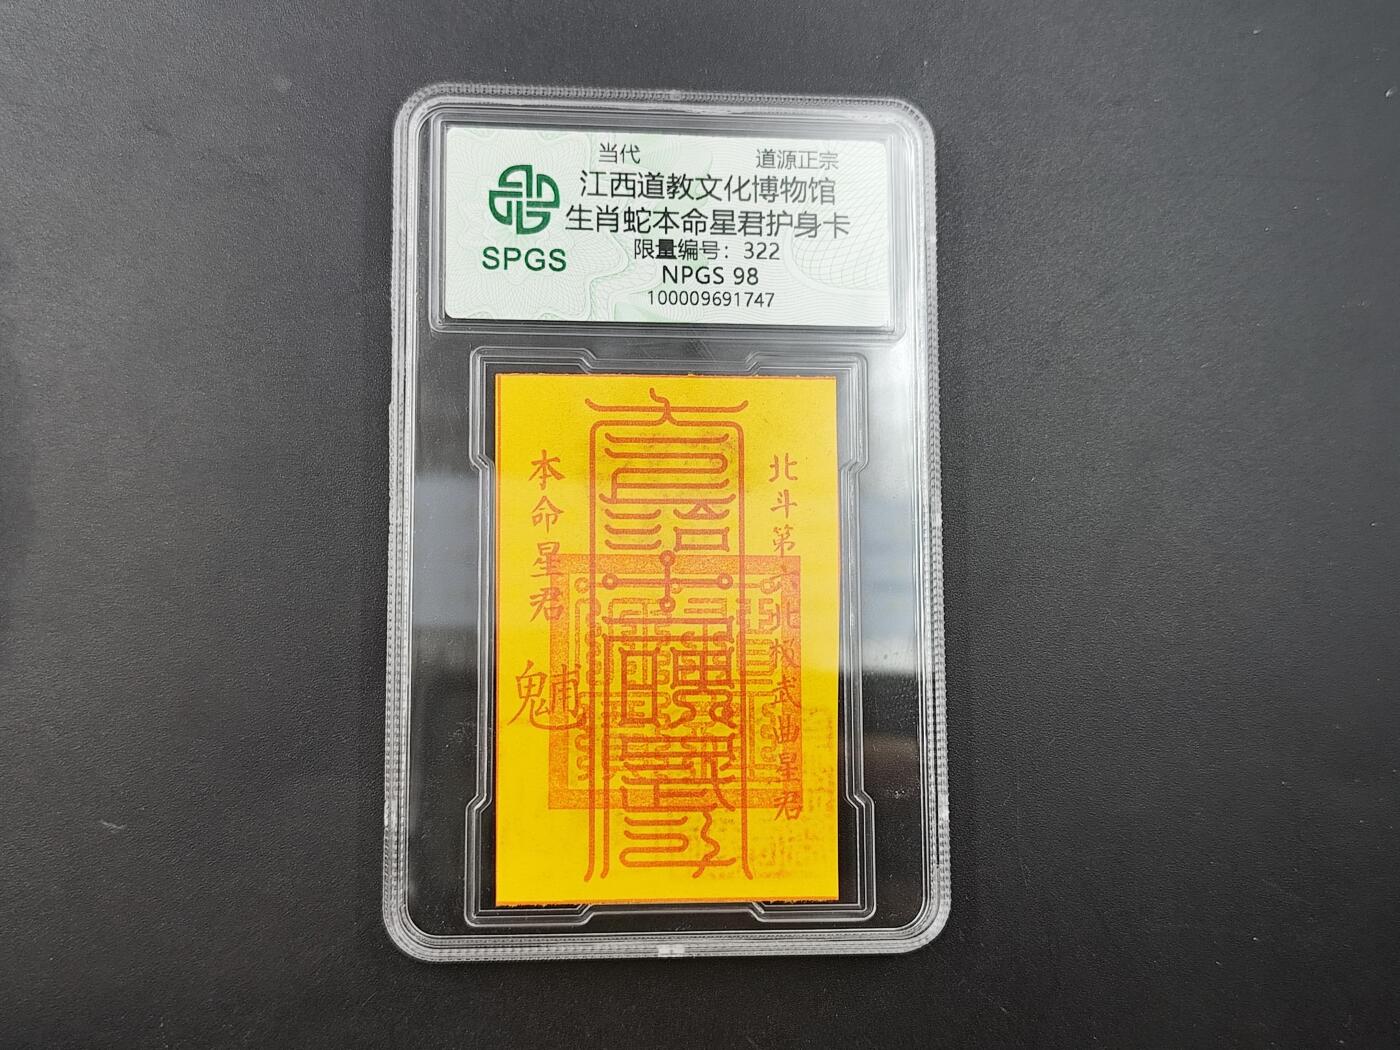 当代 道源正宗
江西道教文化博物馆
生肖蛇本命星君护身卡
限量编号：322
NPGS 98
100009691747
SPGS
北斗第六北极武曲星君
本命星君